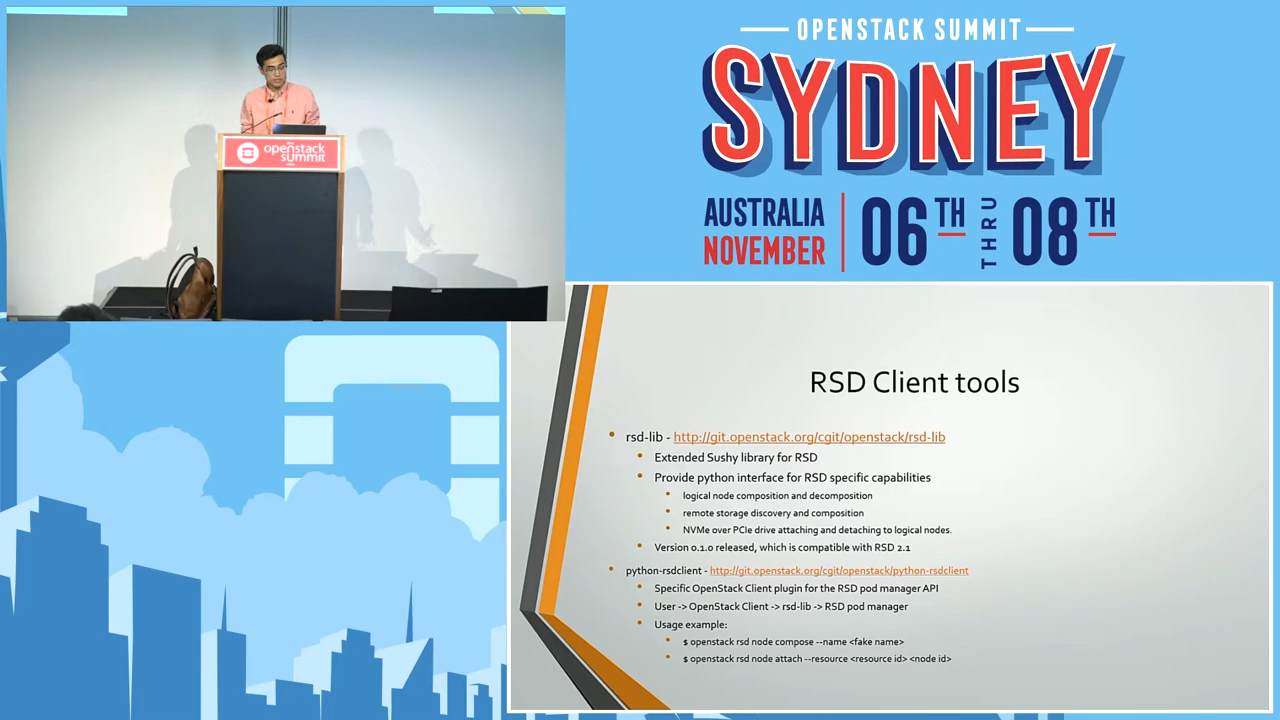 OPENSTACK SUMMIT
SYDNEY
AUSTRALIA
NOVEMBER
06TH THRU 08TH
openstack
summit
RSD Client tools
• rsd-lib - http://git.openstack.org/cgit/openstack/rsd-lib
• Extended Sushy library for RSD
• Provide python interface for RSD specific capabilities
• logical node composition and decomposition
• remote storage discovery and composition
• NVMe over PCIe drive attaching and detaching to logical nodes.
• Version 0.1.0 released, which is compatible with RSD 2.1
• python-rsdclient - http://git.openstack.org/cgit/openstack/python-rsdclient
• Specific OpenStack Client plugin for the RSD pod manager API
• User -> OpenStack Client -> rsd-lib -> RSD pod manager
• Usage example:
• $ openstack rsd node compose --name <fake name>
• $ openstack rsd node attach --resource <resource id> <node id>